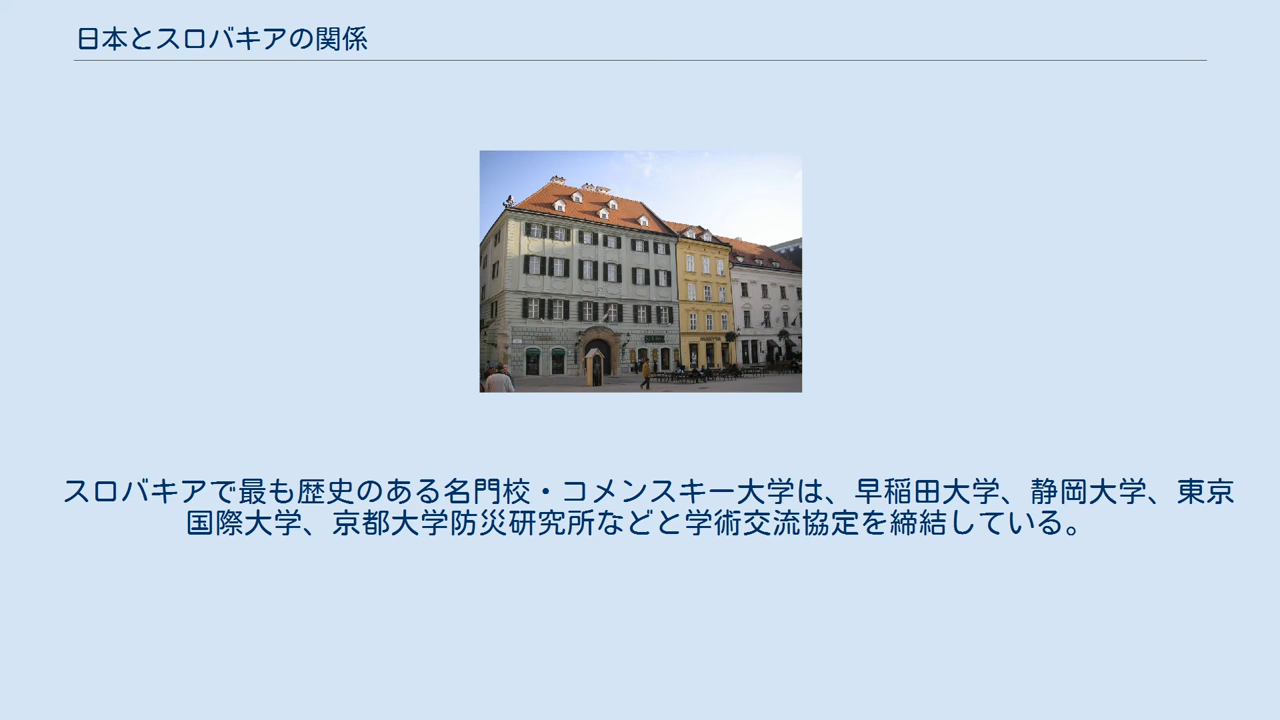 日本とスロバキアの関係
スロバキアで最も歴史のある名門校・コメンスキー大学は、早稲田大学、静岡大学、東京
国際大学、京都大学防災研究所などと学術交流協定を締結している。